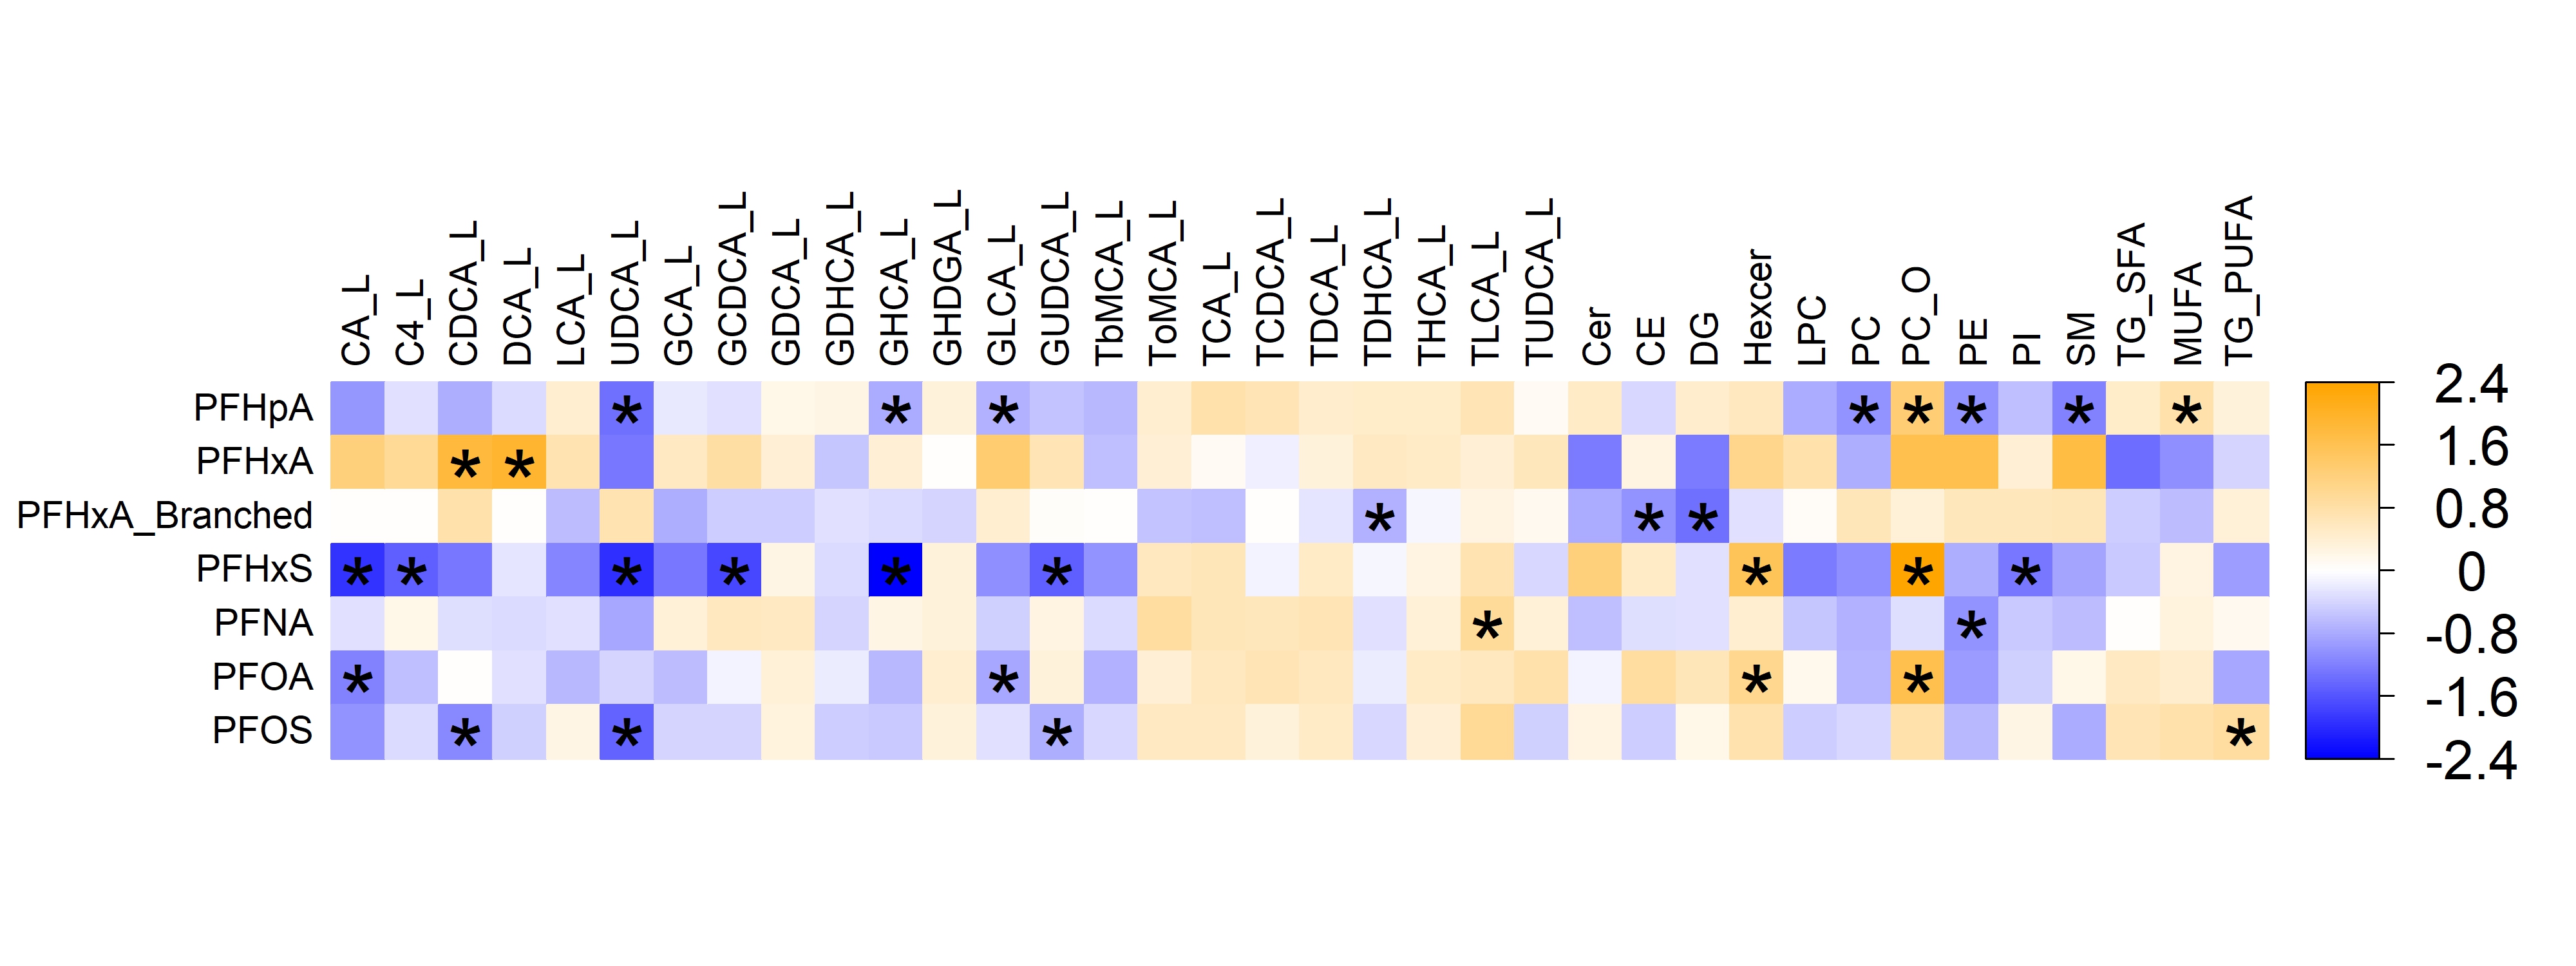 CA_L
C4_L
CDCA_L
DCA_L
LCA_L
UDCA_L
GCA_L
GCDCA_L
GDCA_L
GDHCA_L
GHCA_L
GHDGA_L
GLCA_L
GUDCA_L
TbMCA_L
ToMCA_L
TCA_L
TCDCA_L
TDCA_L
TDHCA_L
THCA_L
TLCA_L
TUDCA_L
Cer
CE
DG
Hexcer
LPC
PC
PC_O
PE
PI
SM
TG_SFA
MUFA
TG_PUFA
PFHpA * * * * * * * *
PFHxA * *
PFHxA_Branched * * *
PFHxS * * * * * * * * *
PFNA * *
PFOA * * * *
PFOS * * * *
2.4
1.6
0.8
0
-0.8
-1.6
-2.4